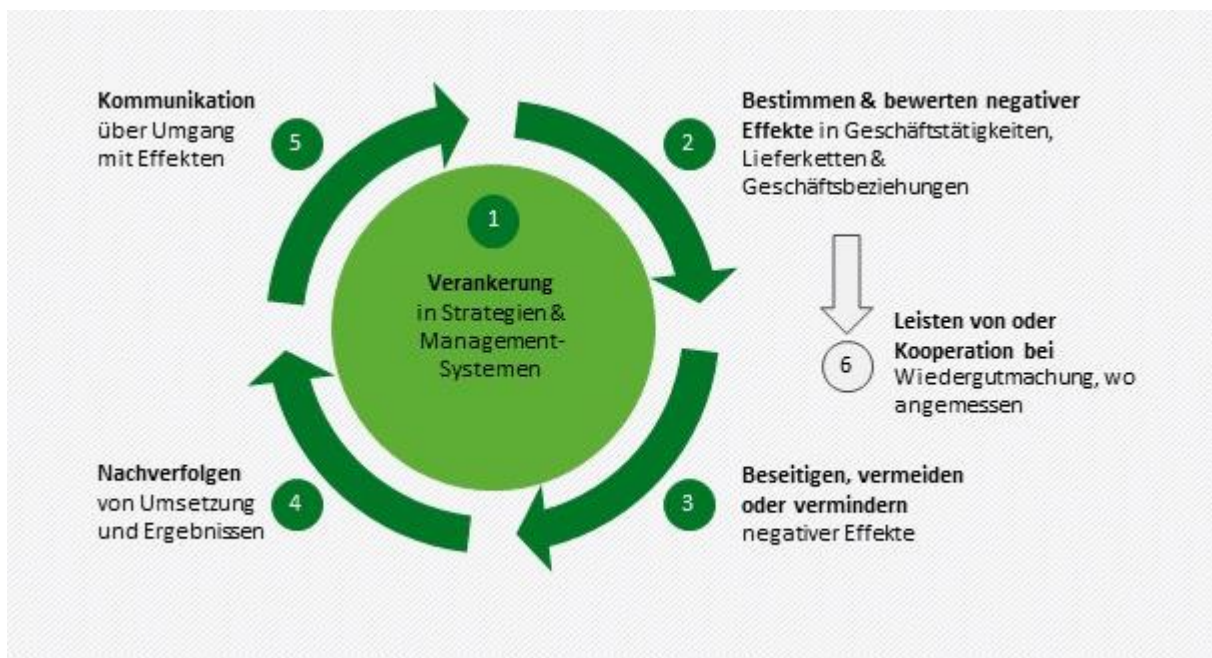 1
Verankerung
in Strategien &
Management-
Systemen
2
Bestimmen & bewerten negativer
Effekte in Geschäftstätigkeiten,
Lieferketten &
Geschäftsbeziehungen
3
Beseitigen, vermeiden
oder vermindern
negativer Effekte
4
Nachverfolgen
von Umsetzung
und Ergebnissen
5
Kommunikation
über Umgang
mit Effekten
6
Leisten von oder
Kooperation bei
Wiedergutmachung, wo
angemessen